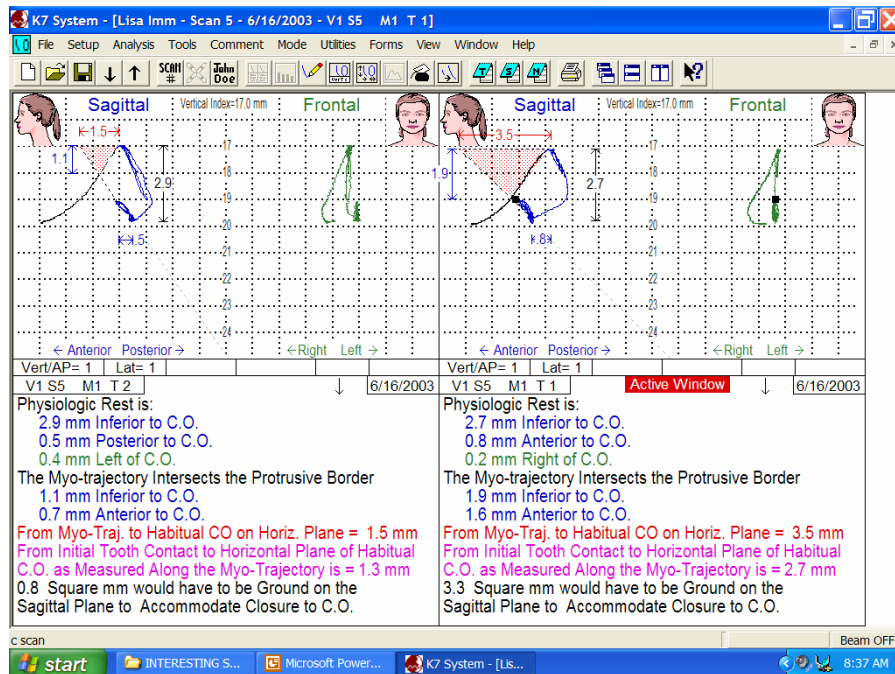 K7 System - [Lisa Imm - Scan 5 - 6/16/2003 - V1 S5 M1 T 1]
File Setup Analysis Tools Comment Mode Utilities Forms View Window Help
SCAN # John Doe
Sagittal Vertical Index=17.0 mm Frontal
1.5
1.1
2.9
.5
17
18
19
20
21
22
23
24
← Anterior Posterior → ←Right Left →
Vert/AP= 1 Lat= 1
V1 S5 M1 T 2 ↓ 6/16/2003
Physiologic Rest is:
2.9 mm Inferior to C.O.
0.5 mm Posterior to C.O.
0.4 mm Left of C.O.
The Myo-trajectory Intersects the Protrusive Border
1.1 mm Inferior to C.O.
0.7 mm Anterior to C.O.
From Myo-Traj. to Habitual CO on Horiz. Plane = 1.5 mm
From Initial Tooth Contact to Horizontal Plane of Habitual
C.O. as Measured Along the Myo-Trajectory is = 1.3 mm
0.8 Square mm would have to be Ground on the
Sagittal Plane to Accommodate Closure to C.O.
Sagittal Vertical Index=17.0 mm Frontal
3.5
1.9
2.7
.8
17
18
19
20
21
22
23
24
← Anterior Posterior → ←Right Left →
Vert/AP= 1 Lat= 1
V1 S5 M1 T 1 Active Window ↓ 6/16/2003
Physiologic Rest is:
2.7 mm Inferior to C.O.
0.8 mm Anterior to C.O.
0.2 mm Right of C.O.
The Myo-trajectory Intersects the Protrusive Border
1.9 mm Inferior to C.O.
1.6 mm Anterior to C.O.
From Myo-Traj. to Habitual CO on Horiz. Plane = 3.5 mm
From Initial Tooth Contact to Horizontal Plane of Habitual
C.O. as Measured Along the Myo-Trajectory is = 2.7 mm
3.3 Square mm would have to be Ground on the
Sagittal Plane to Accommodate Closure to C.O.
c scan Beam OFF
start INTERESTING S... Microsoft Power... K7 System - [Lis... 8:37 AM